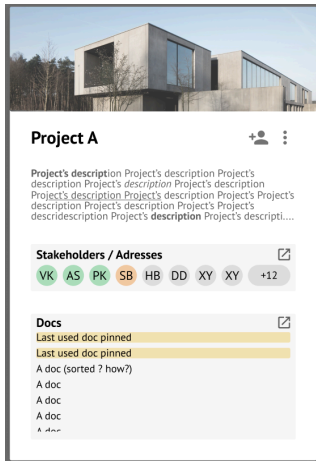 Project A
Project's description Project's description Project's
description Project's description Project's description
Project's description Project's description Project's Project's
description Project's description Project's Project's
descridescription Project's description Project's descripti....
Stakeholders / Adresses
VK AS PK SB HB DD XY XY +12
Docs
Last used doc pinned
Last used doc pinned
A doc (sorted ? how?)
A doc
A doc
A doc
A doc
A doc